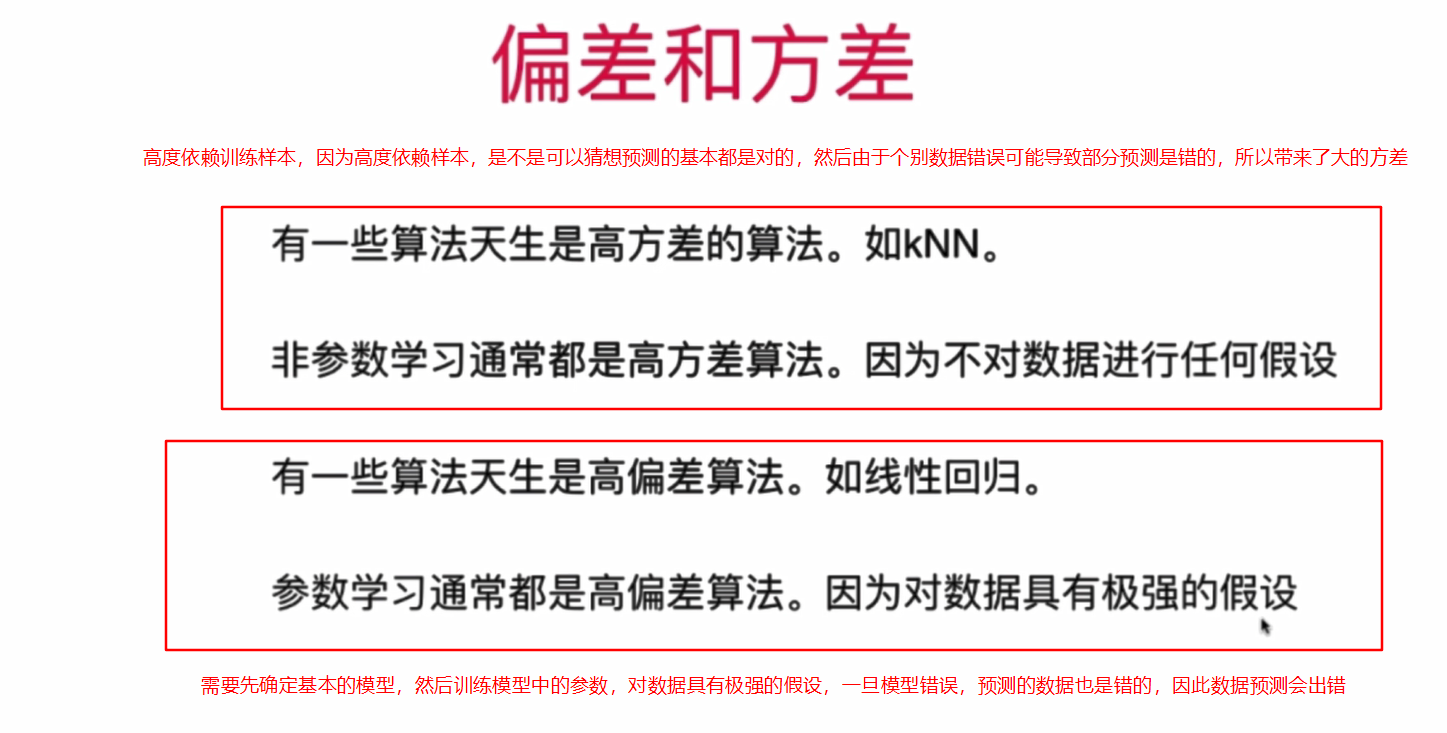 偏差和方差
高度依赖训练样本，因为高度依赖样本，是不是可以猜想预测的基本都是对的，然后由于个别数据错误可能导致部分预测是错的，所以带来了大的方差
有一些算法天生是高方差的算法。如kNN。
非参数学习通常都是高方差算法。因为不对数据进行任何假设
有一些算法天生是高偏差算法。如线性回归。
参数学习通常都是高偏差算法。因为对数据具有极强的假设
需要先确定基本的模型，然后训练模型中的参数，对数据具有极强的假设，一旦模型错误，预测的数据也是错的，因此数据预测会出错